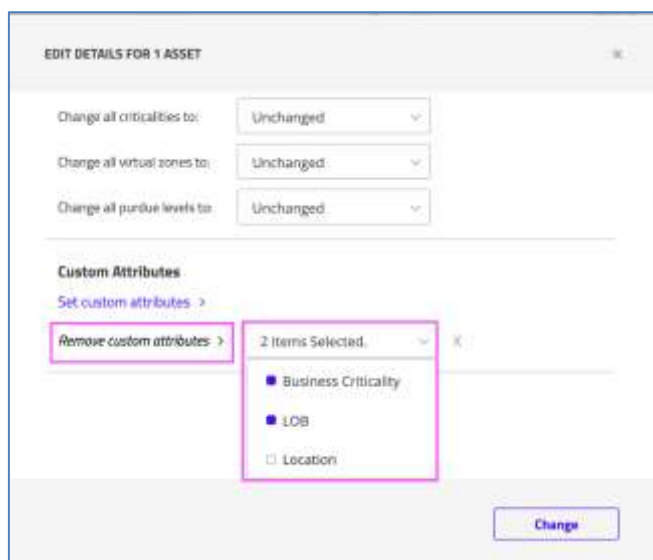 EDIT DETAILS FOR 1 ASSET
Change all criticalities to: Unchanged
Change all virtual zones to: Unchanged
Change all purdue levels to: Unchanged
Custom Attributes
Set custom attributes >
Remove custom attributes > 2 Items Selected. X
Business Criticality
LOB
Location
Change